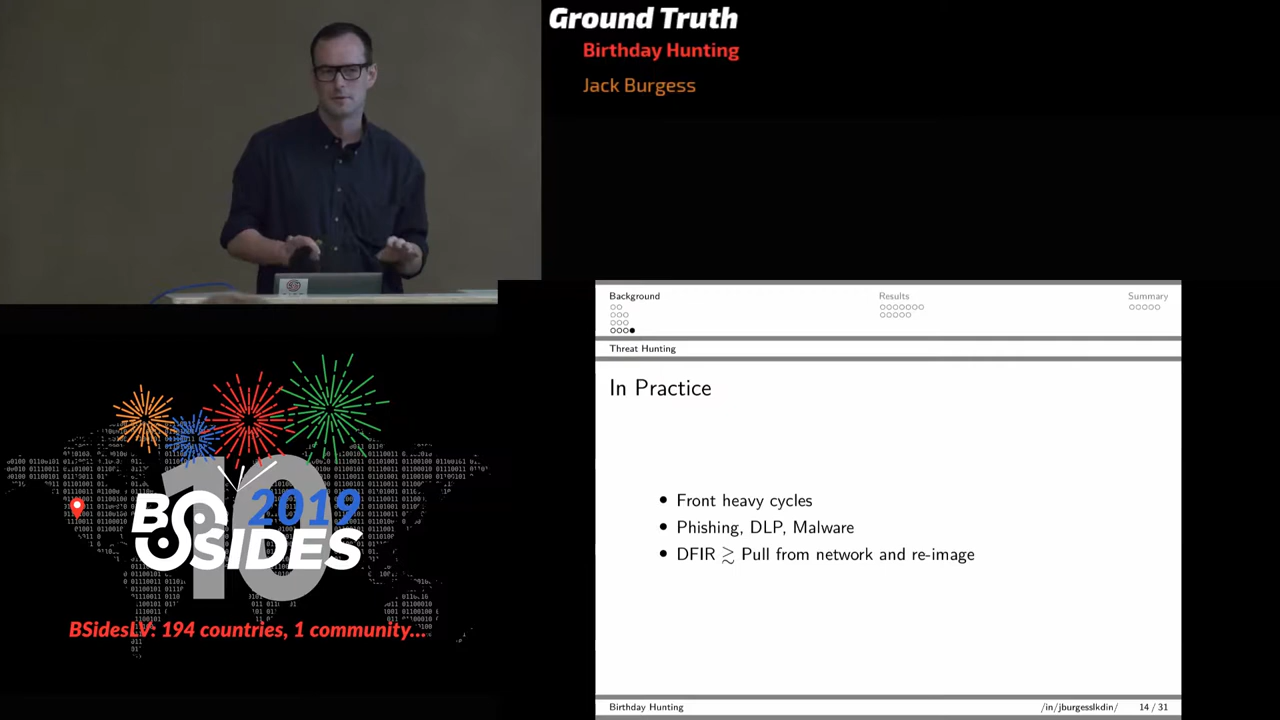 Ground Truth
Birthday Hunting
Jack Burgess
Background
Results
Summary
Threat Hunting
In Practice
• Front heavy cycles
• Phishing, DLP, Malware
• DFIR ≳ Pull from network and re-image
Birthday Hunting
/in/jburgesslkdin/
14 / 31
10
2019
BSIDES
BSidesLV: 194 countries, 1 community...